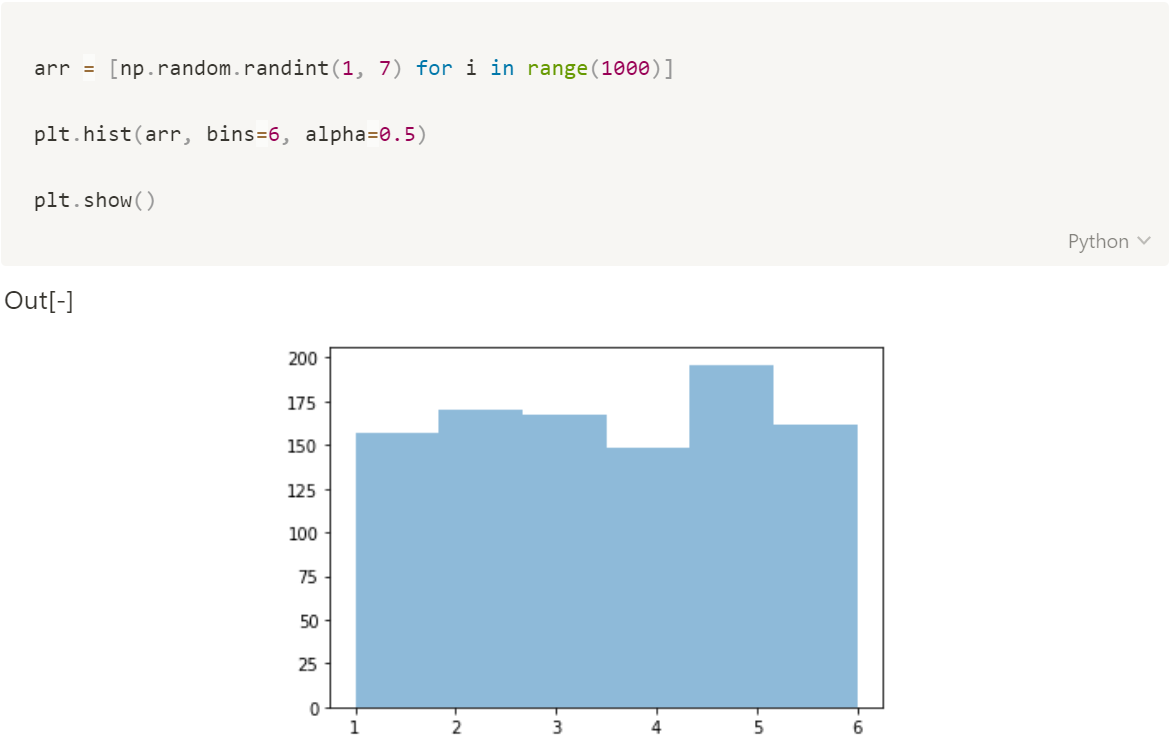 arr = [np.random.randint(1, 7) for i in range(1000)]
plt.hist(arr, bins=6, alpha=0.5)
plt.show()
Python
Out[-]
200
175
150
125
100
75
50
25
0
1 2 3 4 5 6